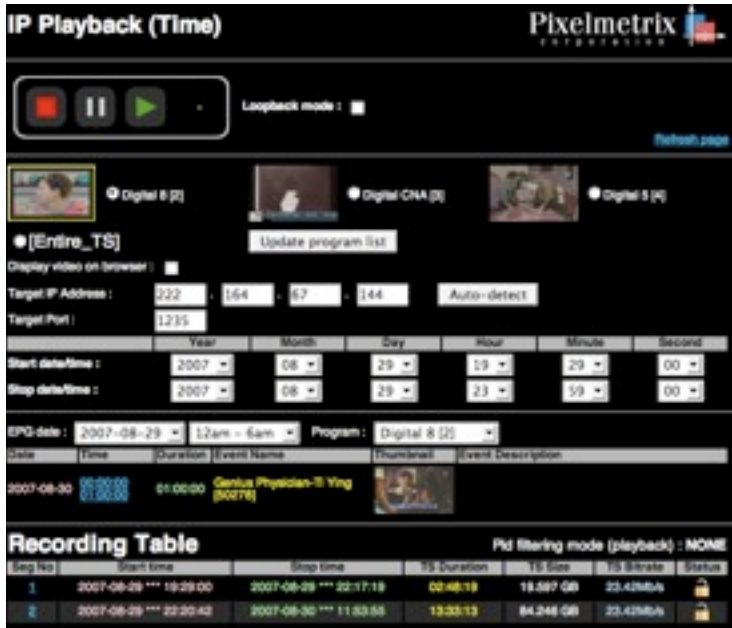 IP Playback (Time)
Pixelmetrix
corporation
Loopback mode :
Refresh page
Digital 8 [2]
Digital CNA [3]
Digital 5 [4]
[Entire_TS]
Update program list
Display video on browser :
Target IP Address : 222 . 164 . 67 . 144 Auto-detect
Target Port : 1235
Year Month Day Hour Minute Second
Start date/time : 2007 08 29 19 29 00
Stop date/time : 2007 08 29 23 59 00
EPG date : 2007-08-29 12am - 6am Program : Digital 8 [2]
Date Time Duration Event Name Thumbnail Event Description
2007-08-30 00:00:00 01:00:00 Genius Physician-Ti Ying
01:00:00 [50276]
Recording Table
Pid filtering mode (playback) : NONE
Seg No Start time Stop time TS Duration TS Size TS Bitrate Status
1 2007-08-29 *** 19:29:00 2007-08-29 *** 22:17:19 02:48:19 19.597 GB 23.42Mb/s
2 2007-08-29 *** 22:20:42 2007-08-30 *** 11:53:55 13:33:13 84.246 GB 23.42Mb/s